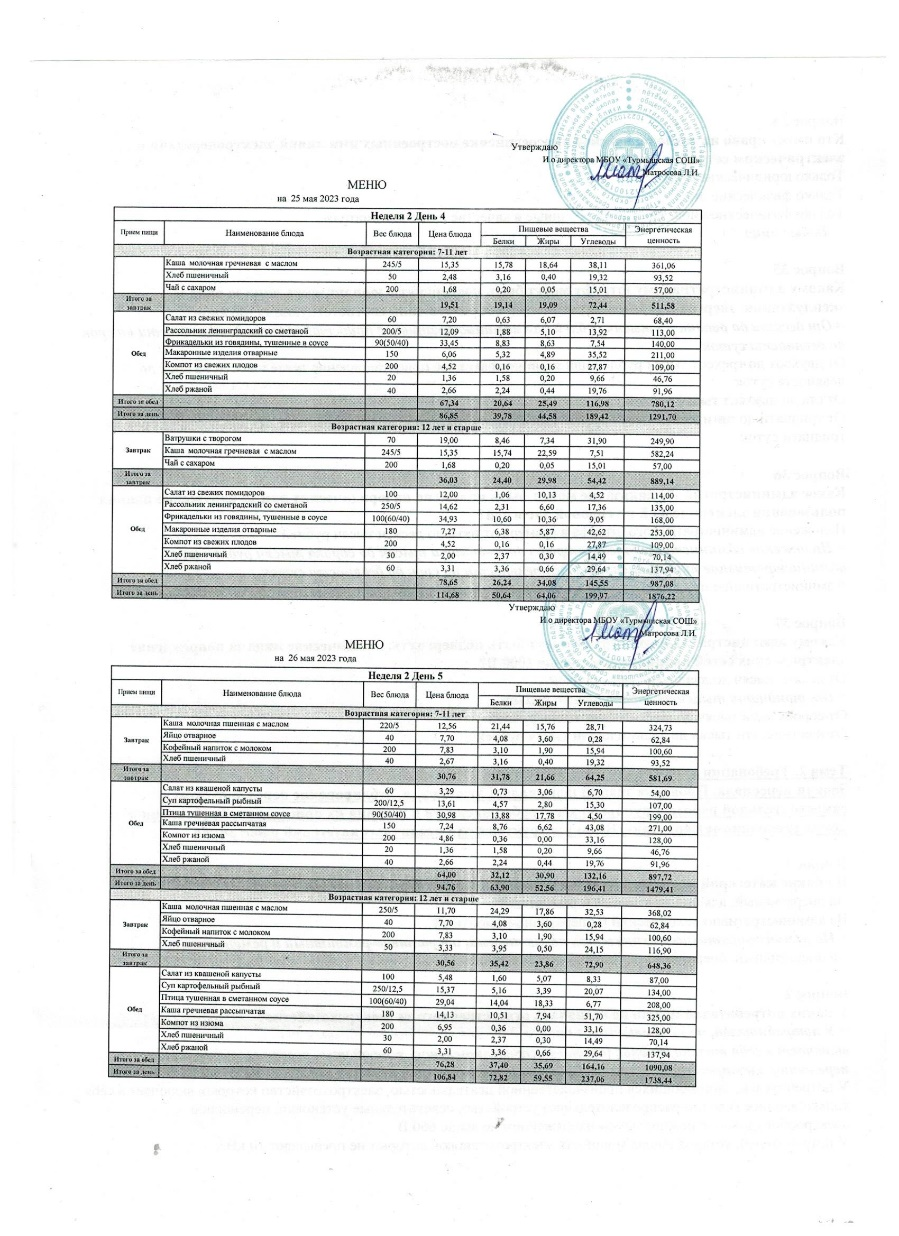 Утверждаю
И о директора МБОУ «Турмышская СОШ»
Матросова Л.И.
МЕНЮ
на 25 мая 2023 года
Неделя 2 День 4
Прием пищи Наименование блюда Вес блюда Цена блюда Пищевые вещества Энергетическая ценность
Белки Жиры Углеводы
Возрастная категория: 7-11 лет
Каша молочная гречневая с маслом 245/5 15,35 15,78 18,64 38,11 361,06
Хлеб пшеничный 50 2,48 3,16 0,40 19,32 93,52
Чай с сахаром 200 1,68 0,20 0,05 15,01 57,00
Итого за завтрак 19,51 19,14 19,09 72,44 511,58
Обед
Салат из свежих помидоров 60 7,20 0,63 6,07 2,71 68,40
Рассольник ленинградский со сметаной 200/5 12,09 1,88 5,10 13,92 113,00
Фрикадельки из говядины, тушенные в соусе 90(50/40) 33,45 8,83 8,63 7,54 140,00
Макаронные изделия отварные 150 6,06 5,32 4,89 35,52 211,00
Компот из свежих плодов 200 4,52 0,16 0,16 27,87 109,00
Хлеб пшеничный 20 1,36 1,58 0,20 9,66 46,76
Хлеб ржаной 40 2,66 2,24 0,44 19,76 91,96
Итого за обед 67,34 20,64 25,49 116,98 780,12
Итого за день 86,85 39,78 44,58 189,42 1291,70
Возрастная категория: 12 лет и старше
Завтрак
Ватрушки с творогом 70 19,00 8,46 7,34 31,90 249,90
Каша молочная гречневая с маслом 245/5 15,35 15,74 22,59 7,51 582,24
Чай с сахаром 200 1,68 0,20 0,05 15,01 57,00
Итого за завтрак 36,03 24,40 29,98 54,42 889,14
Обед
Салат из свежих помидоров 100 12,00 1,06 10,13 4,52 114,00
Рассольник ленинградский со сметаной 250/5 14,62 2,31 6,60 17,36 135,00
Фрикадельки из говядины, тушенные в соусе 100(60/40) 34,93 10,60 10,36 9,05 168,00
Макаронные изделия отварные 180 7,27 6,38 5,87 42,62 253,00
Компот из свежих плодов 200 4,52 0,16 0,16 27,87 109,00
Хлеб пшеничный 30 2,00 2,37 0,30 14,49 70,14
Хлеб ржаной 60 3,31 3,36 0,66 29,64 137,94
Итого за обед 78,65 26,24 34,08 145,55 987,08
Итого за день 114,68 50,64 64,06 199,97 1876,22
Утверждаю
И о директора МБОУ «Турмышская СОШ»
Матросова Л.И.
МЕНЮ
на 26 мая 2023 года
Неделя 2 День 5
Прием пищи Наименование блюда Вес блюда Цена блюда Пищевые вещества Энергетическая ценность
Белки Жиры Углеводы
Возрастная категория: 7-11 лет
Завтрак
Каша молочная пшенная с маслом 220/5 12,56 21,44 15,76 28,71 324,73
Яйцо отварное 40 7,70 4,08 3,60 0,28 62,84
Кофейный напиток с молоком 200 7,83 3,10 1,90 15,94 100,60
Хлеб пшеничный 40 2,67 3,16 0,40 19,32 93,52
Итого за завтрак 30,76 31,78 21,66 64,25 581,69
Обед
Салат из квашеной капусты 60 3,29 0,73 3,06 6,70 54,00
Суп картофельный рыбный 200/12,5 13,61 4,57 2,80 15,30 107,00
Птица тушенная в сметанном соусе 90(50/40) 30,98 13,88 17,78 4,50 199,00
Каша гречневая рассыпчатая 150 7,24 8,76 6,62 43,08 271,00
Компот из изюма 200 4,86 0,36 0,00 33,16 128,00
Хлеб пшеничный 20 1,36 1,58 0,20 9,66 46,76
Хлеб ржаной 40 2,66 2,24 0,44 19,76 91,96
Итого за обед 64,00 32,12 30,90 132,16 897,72
Итого за день 94,76 63,90 52,56 196,41 1479,41
Возрастная категория: 12 лет и старше
Завтрак
Каша молочная пшенная с маслом 250/5 11,70 24,29 17,86 32,53 368,02
Яйцо отварное 40 7,70 4,08 3,60 0,28 62,84
Кофейный напиток с молоком 200 7,83 3,10 1,90 15,94 100,60
Хлеб пшеничный 50 3,33 3,95 0,50 24,15 116,90
Итого за завтрак 30,56 35,42 23,86 72,90 648,36
Обед
Салат из квашеной капусты 100 5,48 1,60 5,07 8,33 87,00
Суп картофельный рыбный 250/12,5 15,37 5,16 3,39 20,07 134,00
Птица тушенная в сметанном соусе 100(60/40) 29,04 14,04 18,33 6,77 208,00
Каша гречневая рассыпчатая 180 14,13 10,51 7,94 51,70 325,00
Компот из изюма 200 6,95 0,36 0,00 33,16 128,00
Хлеб пшеничный 30 2,00 2,37 0,30 14,49 70,14
Хлеб ржаной 60 3,31 3,36 0,66 29,64 137,94
Итого за обед 76,28 37,40 35,69 164,16 1090,08
Итого за день 106,84 72,82 59,55 237,06 1738,44